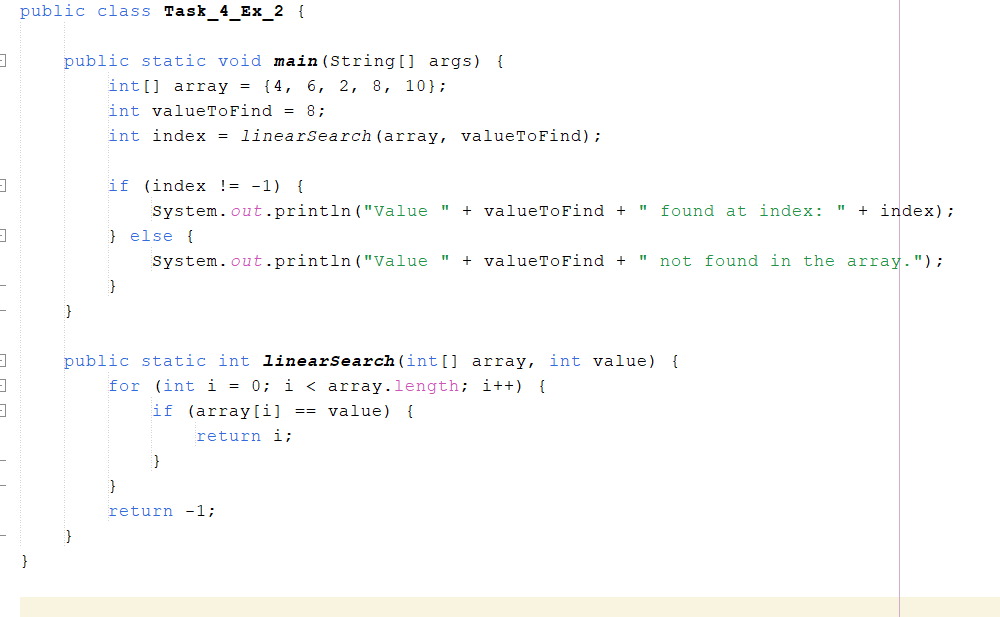 public class Task_4_Ex_2 {
public static void main(String[] args) {
int[] array = {4, 6, 2, 8, 10};
int valueToFind = 8;
int index = linearSearch(array, valueToFind);
if (index != -1) {
System.out.println("Value " + valueToFind + " found at index: " + index);
} else {
System.out.println("Value " + valueToFind + " not found in the array.");
}
}
public static int linearSearch(int[] array, int value) {
for (int i = 0; i < array.length; i++) {
if (array[i] == value) {
return i;
}
}
return -1;
}
}